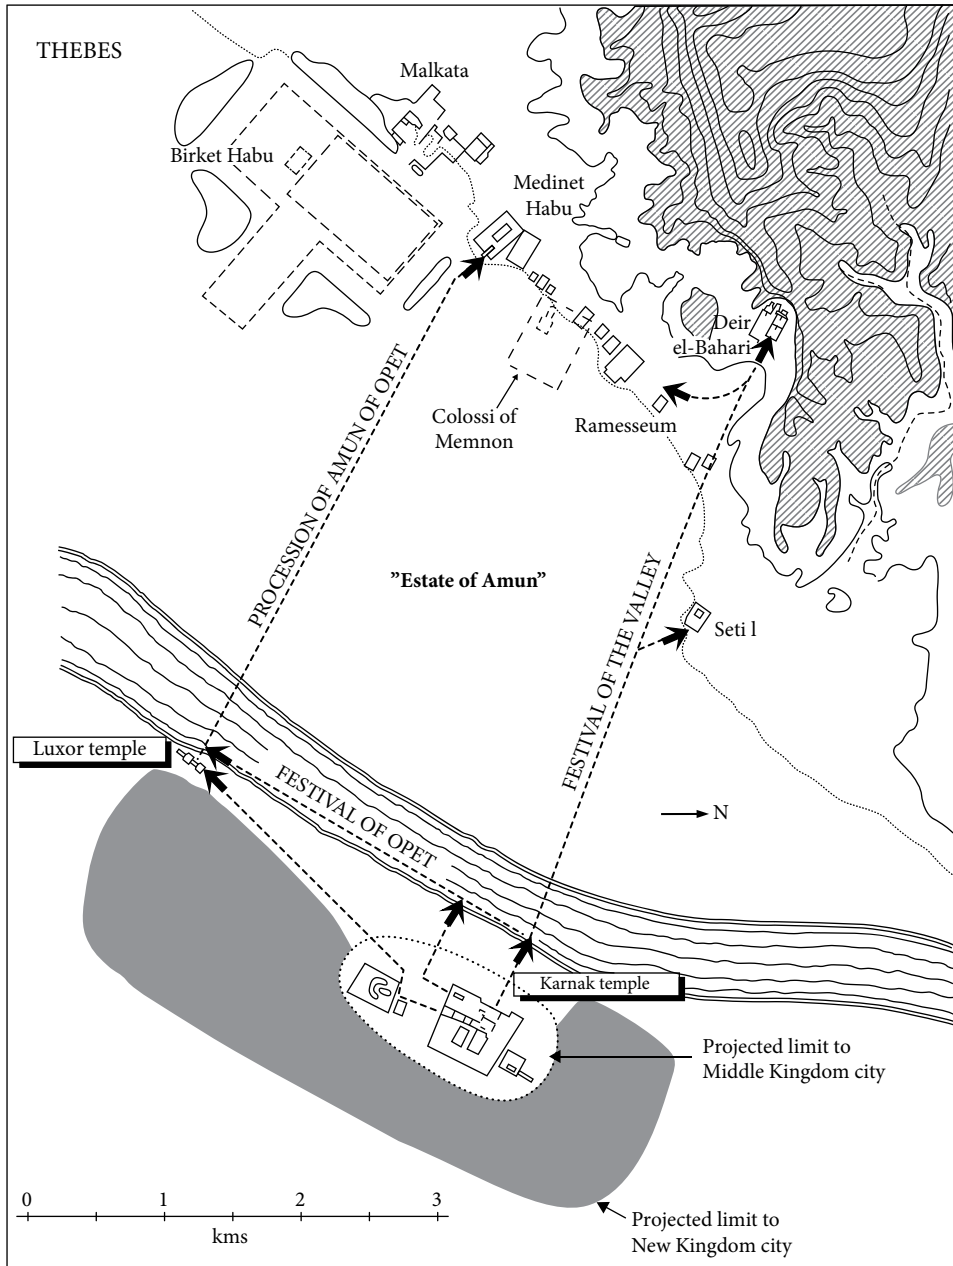 THEBES
Malkata
Birket Habu
Medinet
Habu
Deir
el-Bahari
Colossi of
Memnon
Ramesseum
PROCESSION OF AMUN OF OPET
”Estate of Amun”
FESTIVAL OF THE VALLEY
Seti l
Luxor temple
FESTIVAL OF OPET
N
Karnak temple
Projected limit to
Middle Kingdom city
0 1 2 3
kms
Projected limit to
New Kingdom city